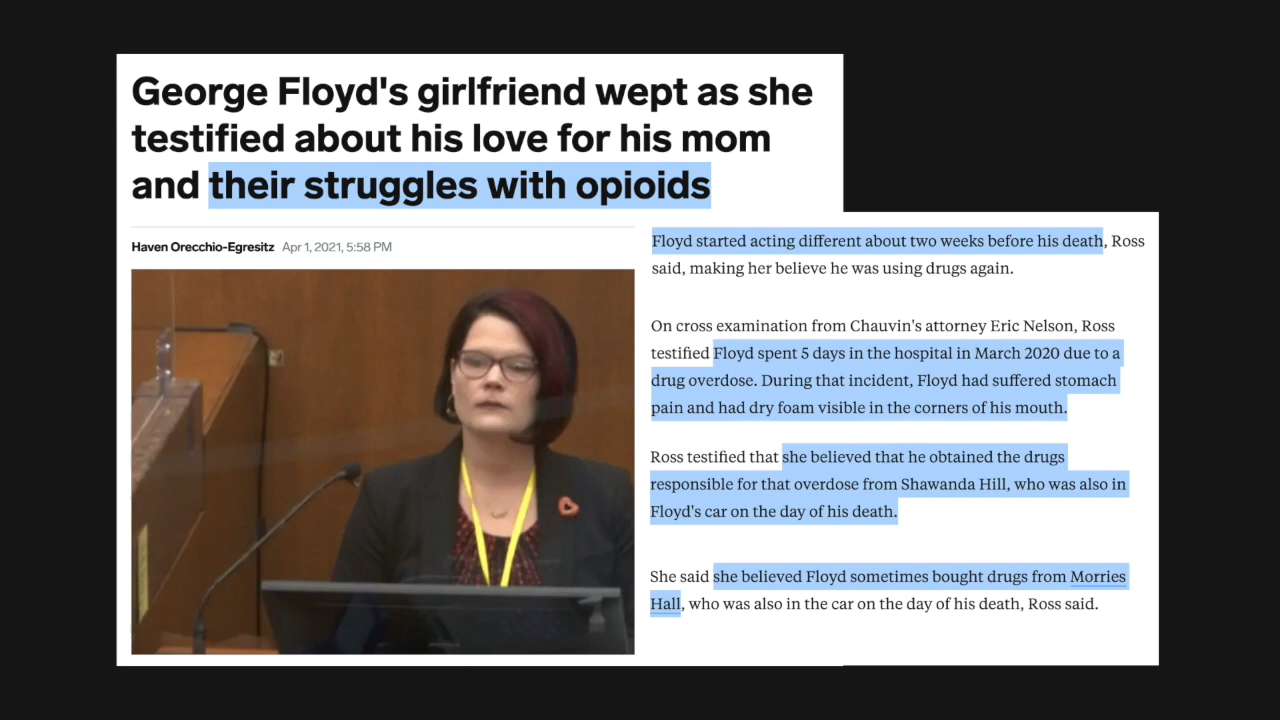 George Floyd's girlfriend wept as she
testified about his love for his mom
and their struggles with opioids
Haven Orecchio-Egresitz Apr 1, 2021, 5:58 PM
Floyd started acting different about two weeks before his death, Ross
said, making her believe he was using drugs again.
On cross examination from Chauvin's attorney Eric Nelson, Ross
testified Floyd spent 5 days in the hospital in March 2020 due to a
drug overdose. During that incident, Floyd had suffered stomach
pain and had dry foam visible in the corners of his mouth.
Ross testified that she believed that he obtained the drugs
responsible for that overdose from Shawanda Hill, who was also in
Floyd's car on the day of his death.
She said she believed Floyd sometimes bought drugs from Morries
Hall, who was also in the car on the day of his death, Ross said.